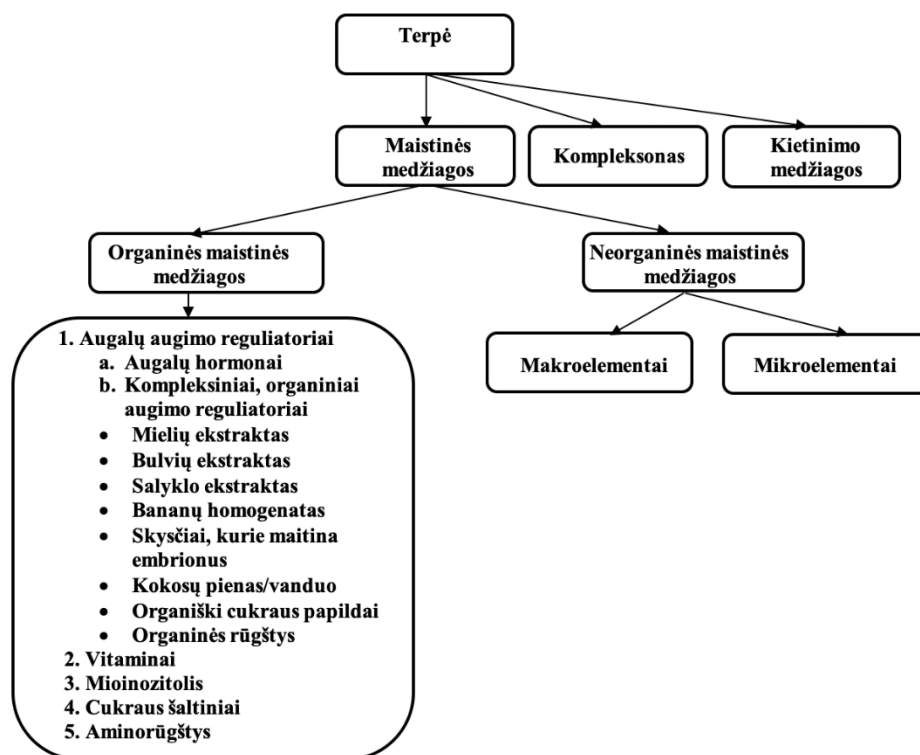 Terpė
Maistinės
medžiagos
Kompleksonas
Kietinimo
medžiagos
Organinės maistinės
medžiagos
Neorganinės maistinės
medžiagos
1. Augalų augimo reguliatoriai
a. Augalų hormonai
b. Kompleksiniai, organiniai
augimo reguliatoriai
• Mielių ekstraktas
• Bulvių ekstraktas
• Salyklo ekstraktas
• Bananų homogenatas
• Skysčiai, kurie maitina
embrionus
• Kokosų pienas/vanduo
• Organiški cukraus papildai
• Organinės rūgštys
2. Vitaminai
3. Mioinozitolis
4. Cukraus šaltiniai
5. Aminorūgštys
Makroelementai
Mikroelementai